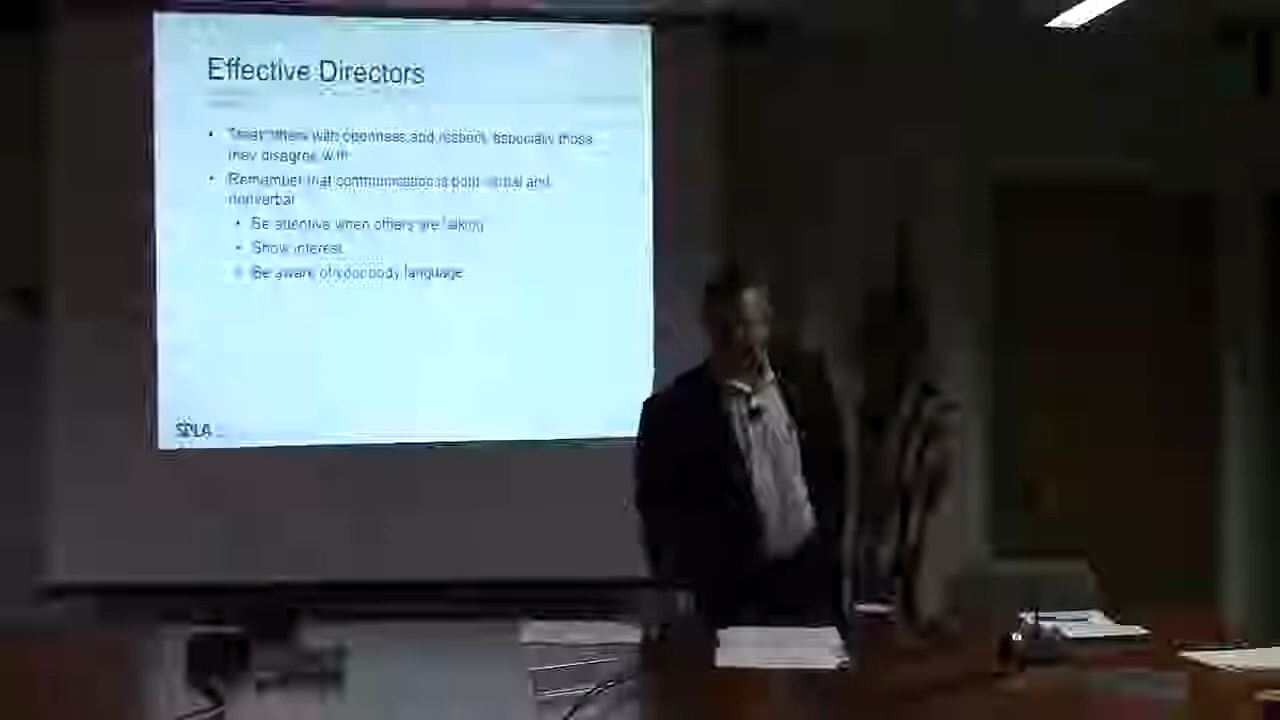 Effective Directors
• Treat others with openness and respect, especially those
they disagree with
• Remember that communication is both verbal and
nonverbal
• Be attentive when others are talking
• Show interest
• Be aware of your body language